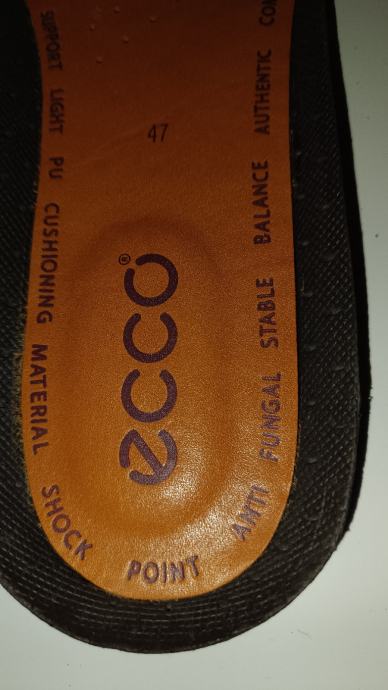 47
ecco®
SUPPORT LIGHT PU CUSHIONING MATERIAL SHOCK POINT ANTI FUNGAL STABLE BALANCE AUTHENTIC